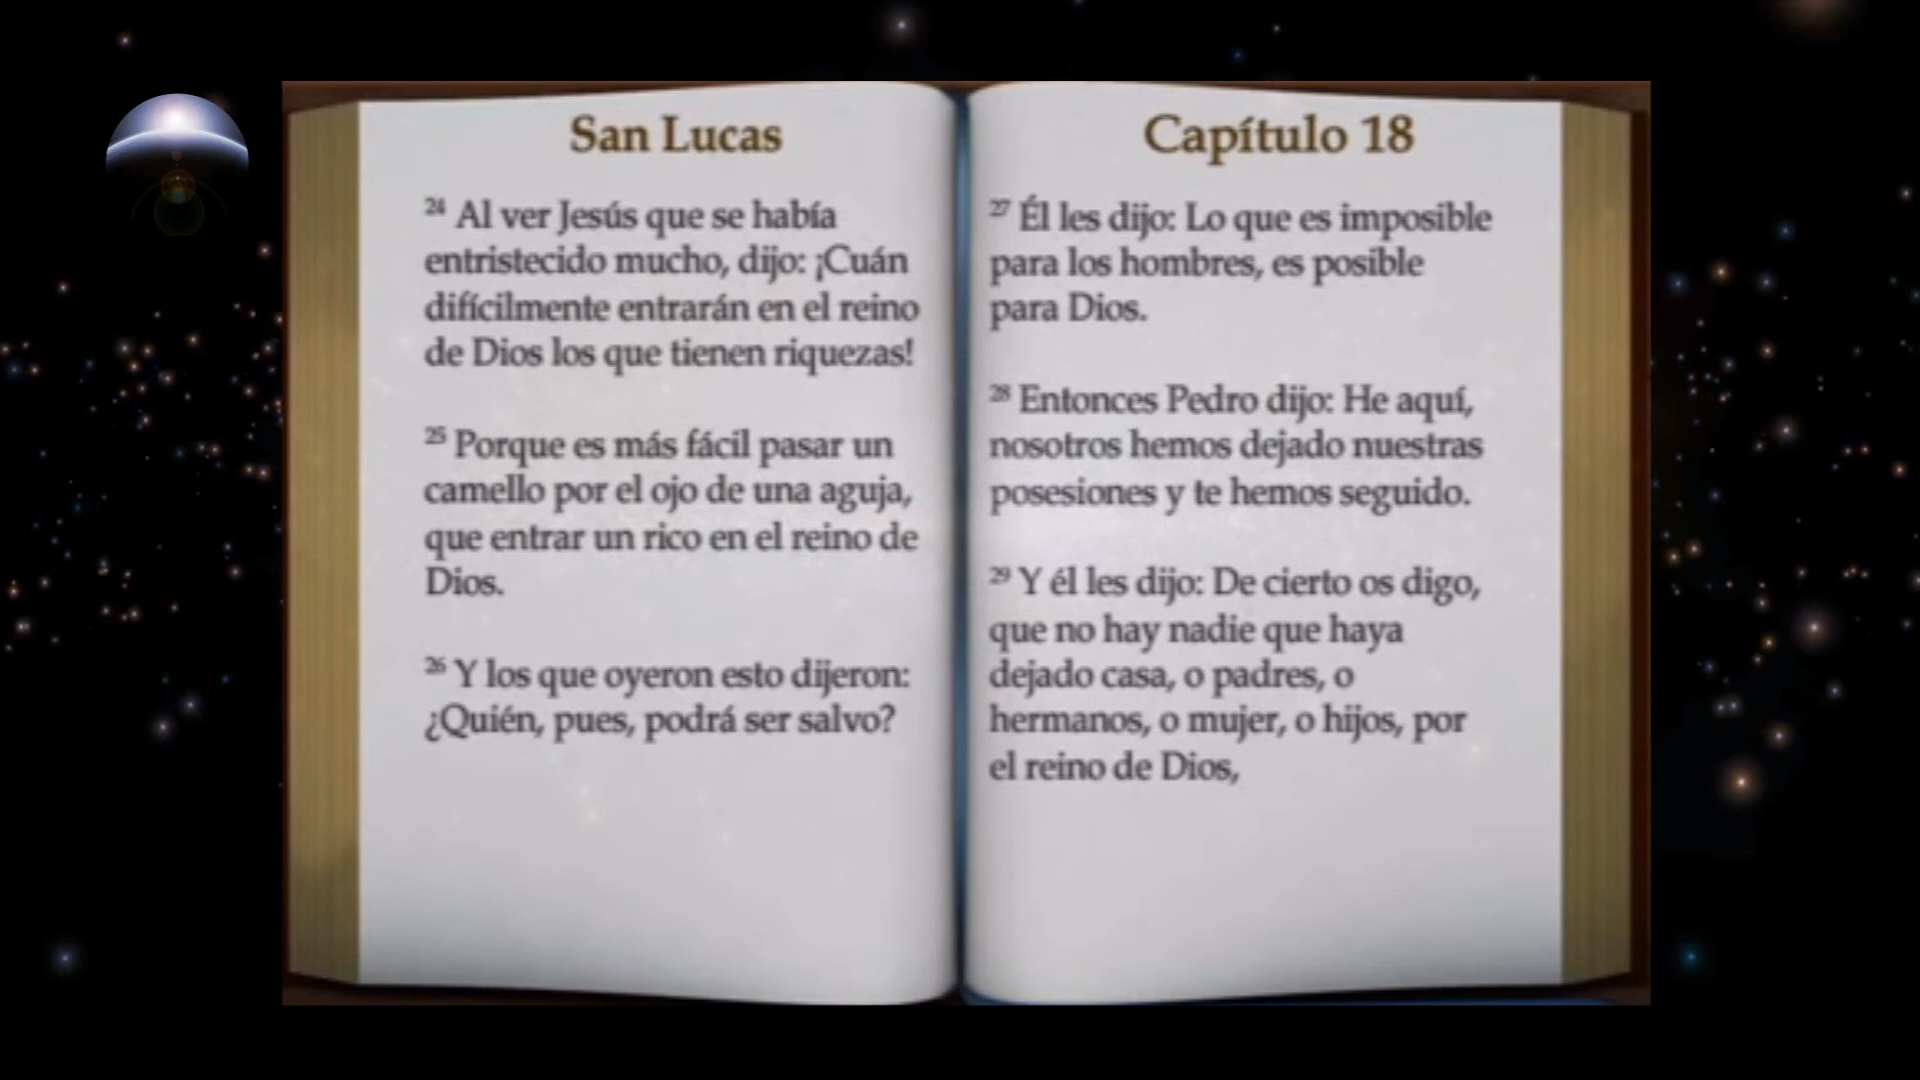 San Lucas
24 Al ver Jesús que se había
entristecido mucho, dijo: ¡Cuán
difícilmente entrarán en el reino
de Dios los que tienen riquezas!
25 Porque es más fácil pasar un
camello por el ojo de una aguja,
que entrar un rico en el reino de
Dios.
26 Y los que oyeron esto dijeron:
¿Quién, pues, podrá ser salvo?
Capítulo 18
27 Él les dijo: Lo que es imposible
para los hombres, es posible
para Dios.
28 Entonces Pedro dijo: He aquí,
nosotros hemos dejado nuestras
posesiones y te hemos seguido.
29 Y él les dijo: De cierto os digo,
que no hay nadie que haya
dejado casa, o padres, o
hermanos, o mujer, o hijos, por
el reino de Dios,